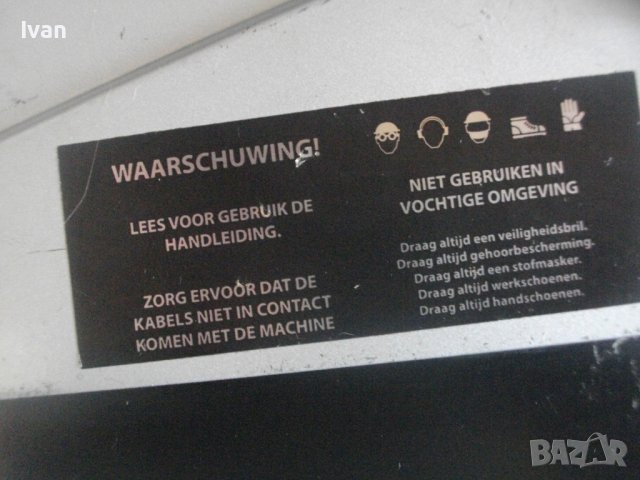 Ivan
WAARSCHUWING!
LEES VOOR GEBRUIK DE
HANDLEIDING.
ZORG ERVOOR DAT DE
KABELS NIET IN CONTACT
KOMEN MET DE MACHINE
NIET GEBRUIKEN IN
VOCHTIGE OMGEVING
Draag altijd een veiligheidsbril.
Draag altijd gehoorbescherming.
Draag altijd een stofmasker.
Draag altijd werkschoenen.
Draag altijd handschoenen.
BAZAR
bg